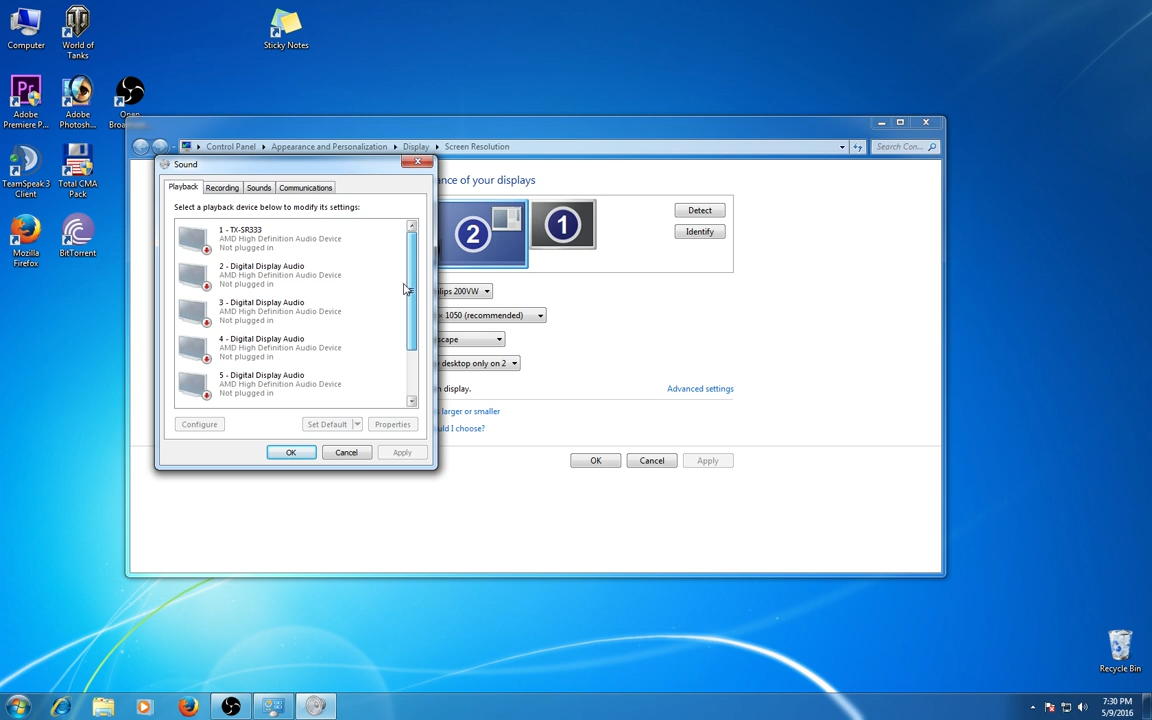 Computer
World of
Tanks
Sticky Notes
Adobe
Premiere P...
Adobe
Photosh...
Open
Broadcaster
TeamSpeak 3
Client
Total CMA
Pack
Mozilla
Firefox
BitTorrent
Control Panel
Appearance and Personalization
Display
Screen Resolution
Search Con...
Sound
Playback
Recording
Sounds
Communications
Select a playback device below to modify its settings:
1 - TX-SR333
AMD High Definition Audio Device
Not plugged in
2 - Digital Display Audio
AMD High Definition Audio Device
Not plugged in
3 - Digital Display Audio
AMD High Definition Audio Device
Not plugged in
4 - Digital Display Audio
AMD High Definition Audio Device
Not plugged in
5 - Digital Display Audio
AMD High Definition Audio Device
Not plugged in
Configure
Set Default
Properties
OK
Cancel
Apply
ance of your displays
2
1
Detect
Identify
ilips 200VW
× 1050 (recommended)
scape
desktop only on 2
n display.
Advanced settings
s larger or smaller
uld I choose?
OK
Cancel
Apply
Recycle Bin
7:30 PM
5/9/2016